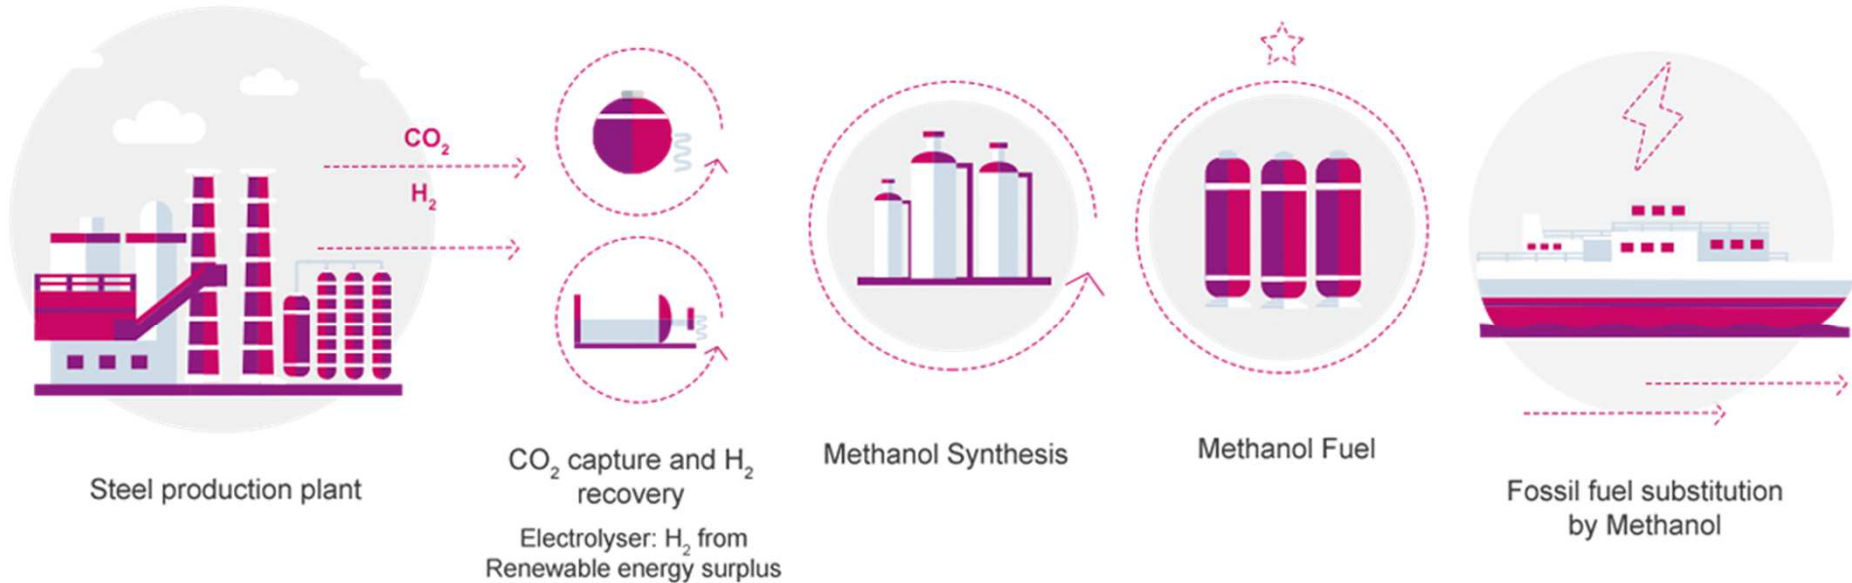 CO₂
H₂
Steel production plant
CO₂ capture and H₂
recovery
Electrolyser: H₂ from
Renewable energy surplus
Methanol Synthesis
Methanol Fuel
Fossil fuel substitution
by Methanol